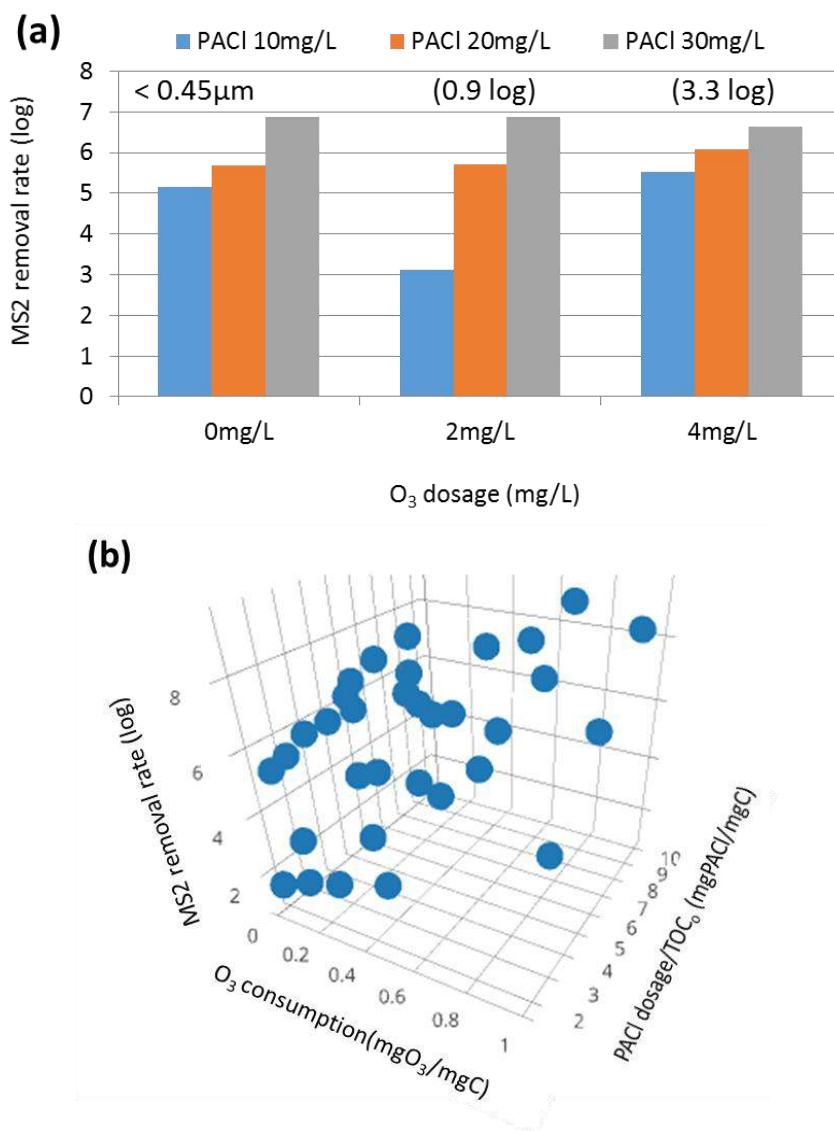 (a)
PACl 10mg/L PACl 20mg/L PACl 30mg/L
MS2 removal rate (log)
8
7
6
5
4
3
2
1
0
< 0.45µm (0.9 log) (3.3 log)
0mg/L 2mg/L 4mg/L
O₃ dosage (mg/L)
(b)
MS2 removal rate (log)
8
6
4
2
0
0.2
0.4
0.6
0.8
1
O₃ consumption(mgO₃/mgC)
10
9
8
7
6
5
4
3
2
PACl dosage/TOC₀ (mgPACl/mgC)